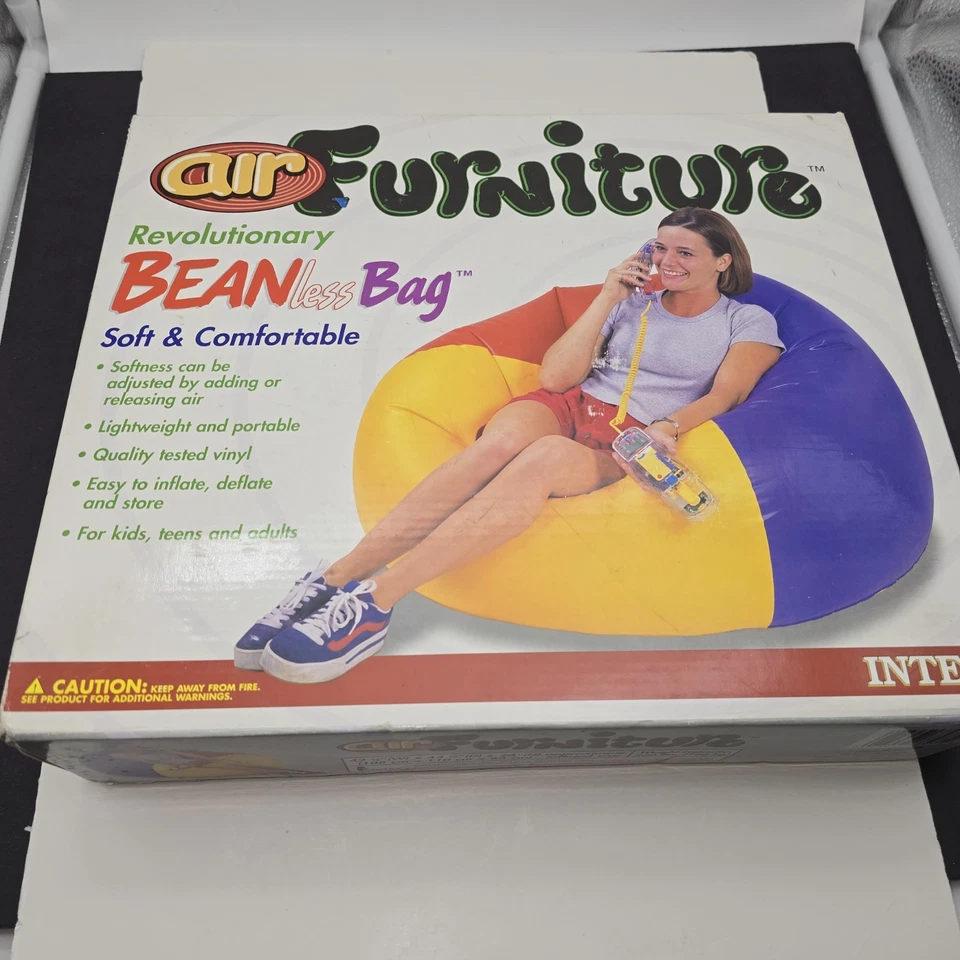 air Furniture™
Revolutionary
BEANless Bag™
Soft & Comfortable
• Softness can be
adjusted by adding or
releasing air
• Lightweight and portable
• Quality tested vinyl
• Easy to inflate, deflate
and store
• For kids, teens and adults
CAUTION: KEEP AWAY FROM FIRE.
SEE PRODUCT FOR ADDITIONAL WARNINGS.
INTE
air Furniture